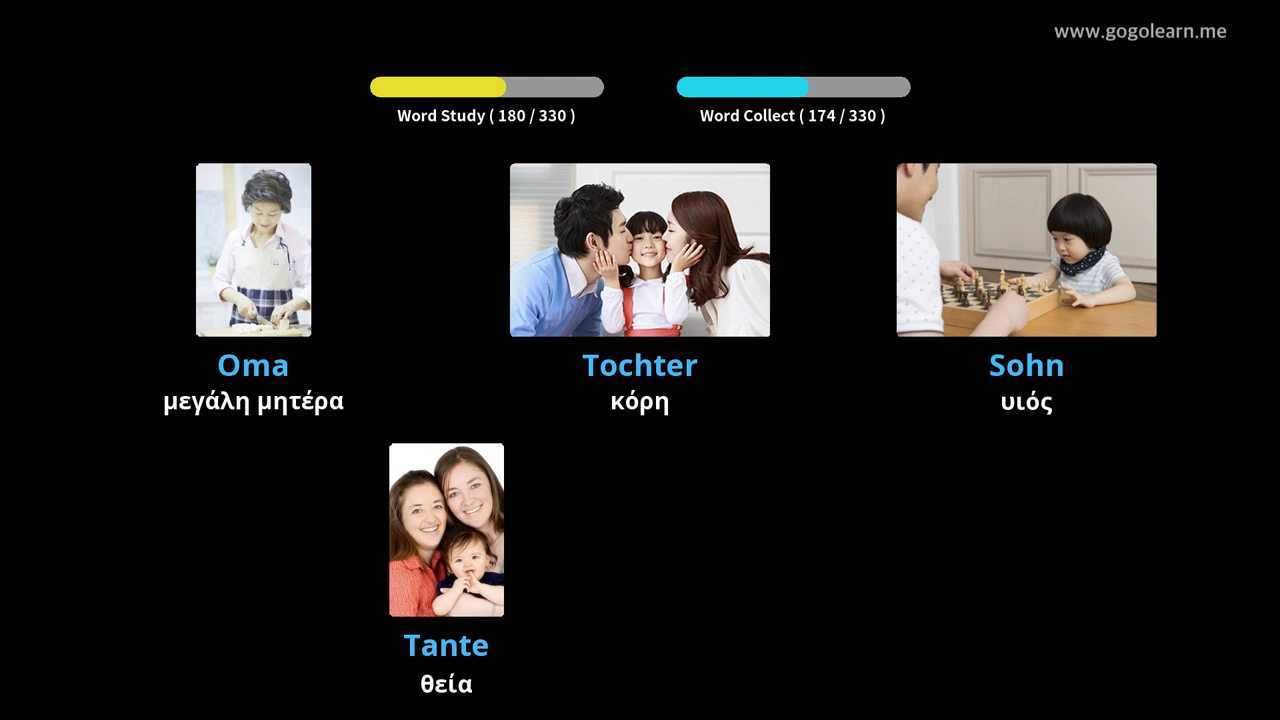 www.gogolearn.me
Word Study ( 180 / 330 )
Word Collect ( 174 / 330 )
Oma
μεγάλη μητέρα
Tochter
κόρη
Sohn
υιός
Tante
θεία